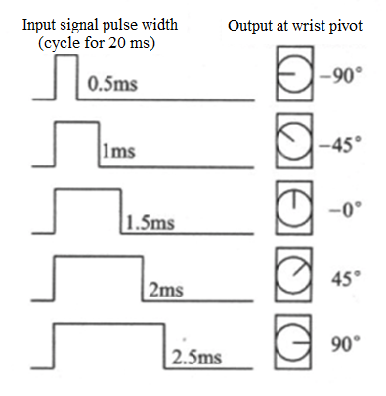 Input signal pulse width
(cycle for 20 ms)
Output at wrist pivot
0.5ms
−90°
1ms
−45°
1.5ms
−0°
2ms
45°
2.5ms
90°